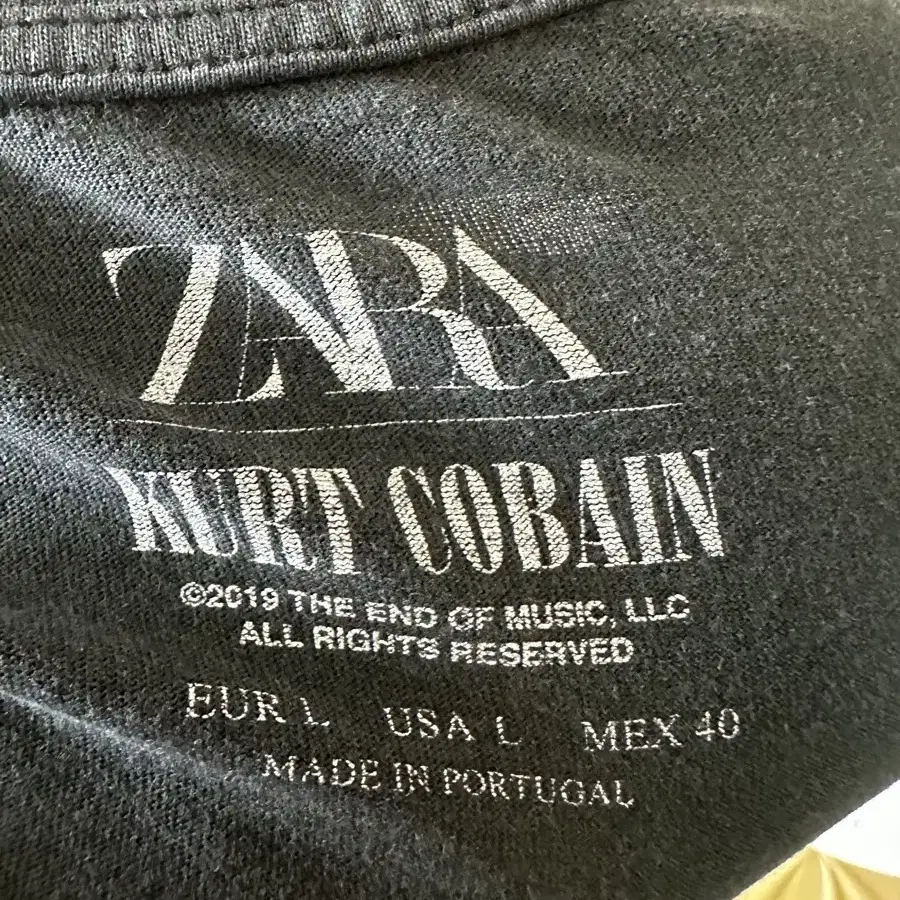 ZARA
KURT COBAIN
©2019 THE END OF MUSIC, LLC
ALL RIGHTS RESERVED
EUR L USA L MEX 40
MADE IN PORTUGAL